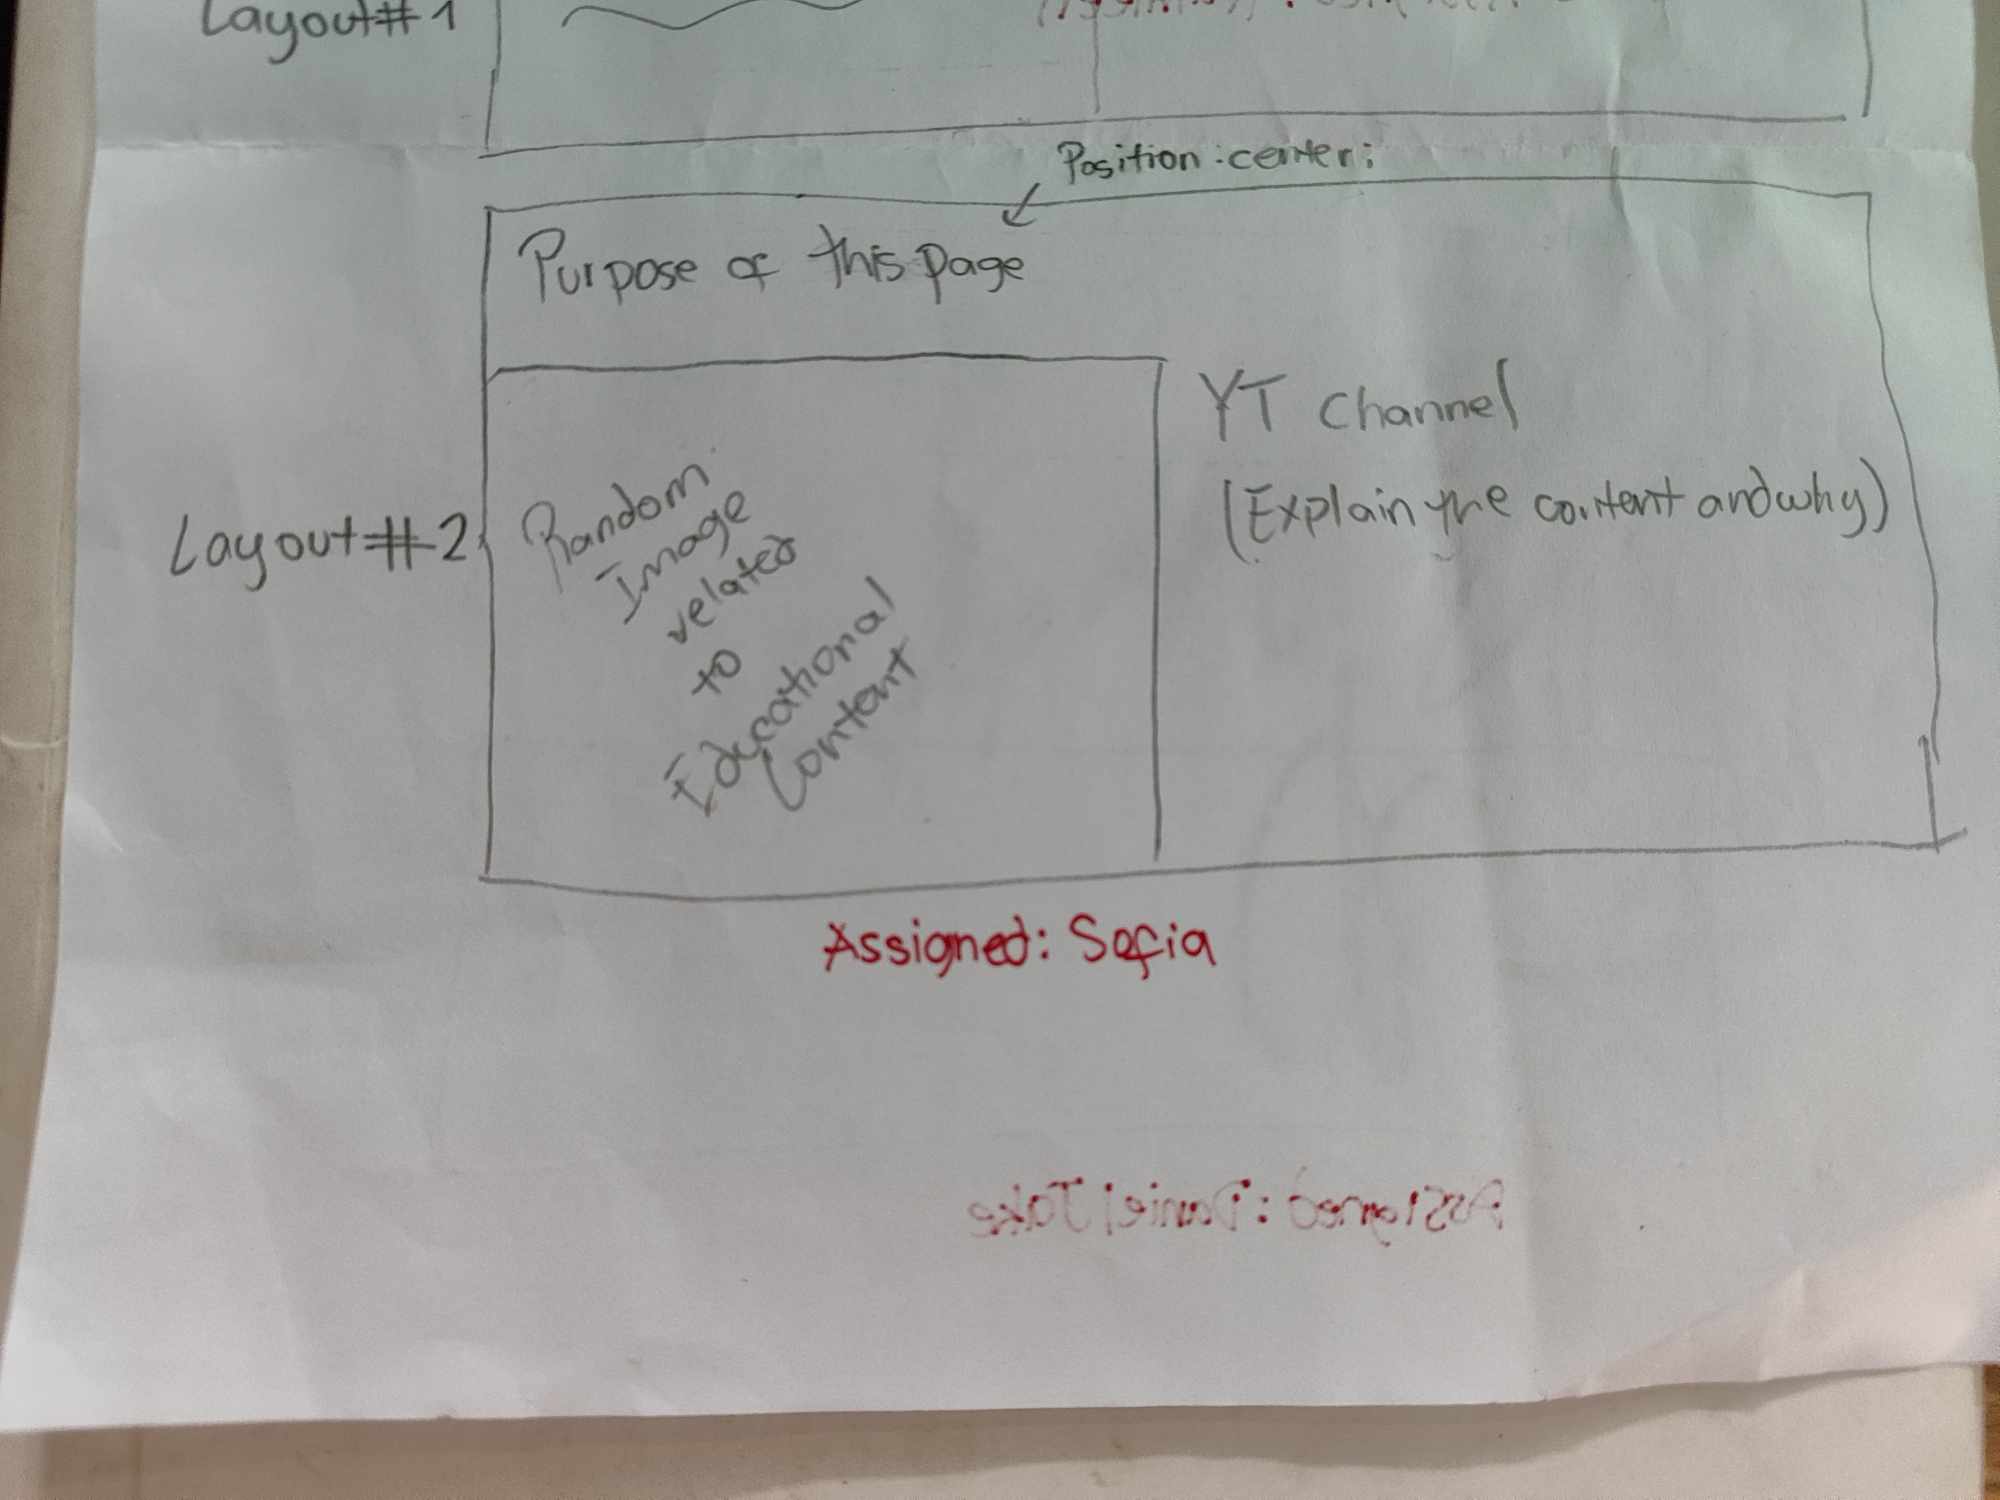 Layout#1
Position:center;
Purpose of this page
YT Channel
(Explain the content and why)
Layout#2
Random
Image
related
to
Educational
Content
Assigned: Sofia
Assigned: Daniel Jake